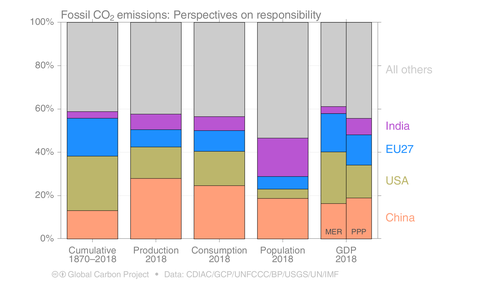 Fossil CO₂ emissions: Perspectives on responsibility
100%
80%
60%
40%
20%
0%
All others
India
EU27
USA
China
MER
PPP
Cumulative
1870–2018
Production
2018
Consumption
2018
Population
2018
GDP
2018
Global Carbon Project • Data: CDIAC/GCP/UNFCCC/BP/USGS/UN/IMF